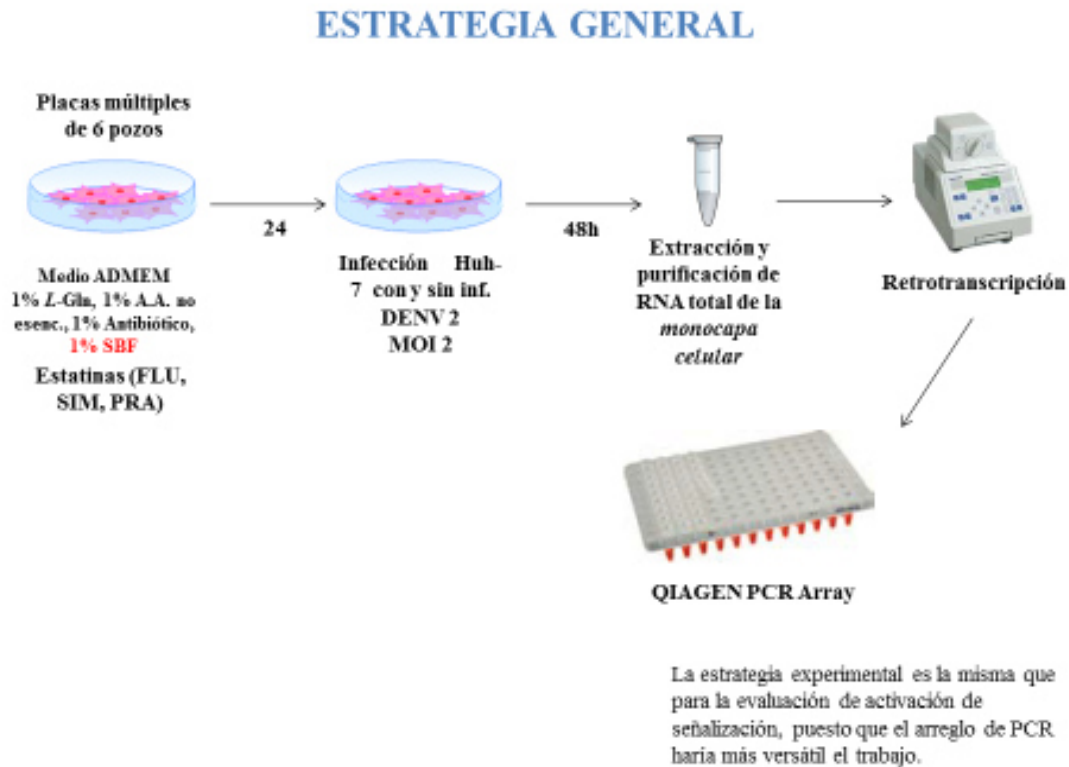 ESTRATEGIA GENERAL
Placas múltiples
de 6 pozos
24
48h
Medio ADMEM
1% L-Gln, 1% A.A. no
esenc., 1% Antibiótico,
1% SBF
Estatinas (FLU,
SIM, PRA)
Infección Huh-
7 con y sin inf.
DENV 2
MOI 2
Extracción y
purificación de
RNA total de la
monocapa
celular
Retrotranscripción
QIAGEN PCR Array
La estrategia experimental es la misma que
para la evaluación de activación de
señalización, puesto que el arreglo de PCR
haría más versátil el trabajo.